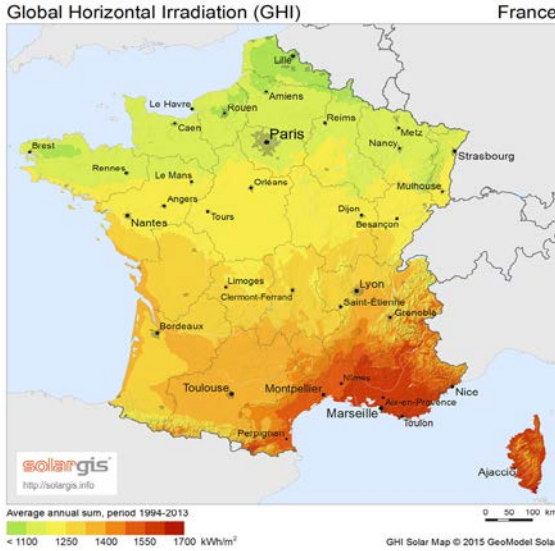 Global Horizontal Irradiation (GHI) France
Lille
Amiens
Le Havre
Rouen
Caen
Reims
Metz
Paris
Nancy
Strasbourg
Brest
Rennes
Le Mans
Orléans
Mulhouse
Angers
Tours
Dijon
Nantes
Besançon
Limoges
Lyon
Clermont-Ferrand
Saint-Étienne
Grenoble
Bordeaux
Nîmes
Toulouse
Montpellier
Nice
Aix-en-Provence
Marseille
Toulon
Perpignan
solargis
http://solargis.info
Ajaccio
Average annual sum, period 1994-2013
0 50 100 km
< 1100 1250 1400 1550 1700 kWh/m²
GHI Solar Map © 2015 GeoModel Solar